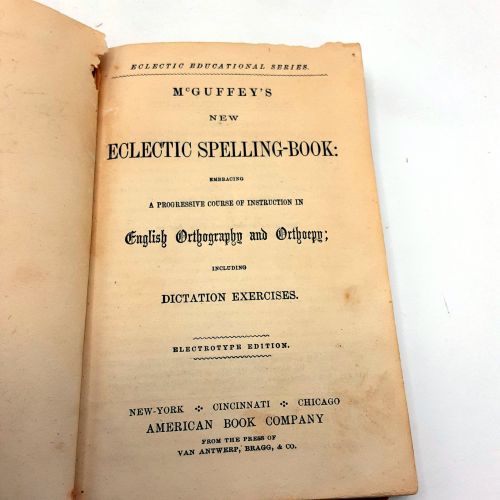 ECLECTIC EDUCATIONAL SERIES.
McGUFFEY'S
NEW
ECLECTIC SPELLING-BOOK:
EMBRACING
A PROGRESSIVE COURSE OF INSTRUCTION IN
English Orthography and Orthoepy;
INCLUDING
DICTATION EXERCISES.
ELECTROTYPE EDITION.
NEW-YORK ⁘ CINCINNATI ⁘ CHICAGO
AMERICAN BOOK COMPANY
FROM THE PRESS OF
VAN ANTWERP, BRAGG, & CO.